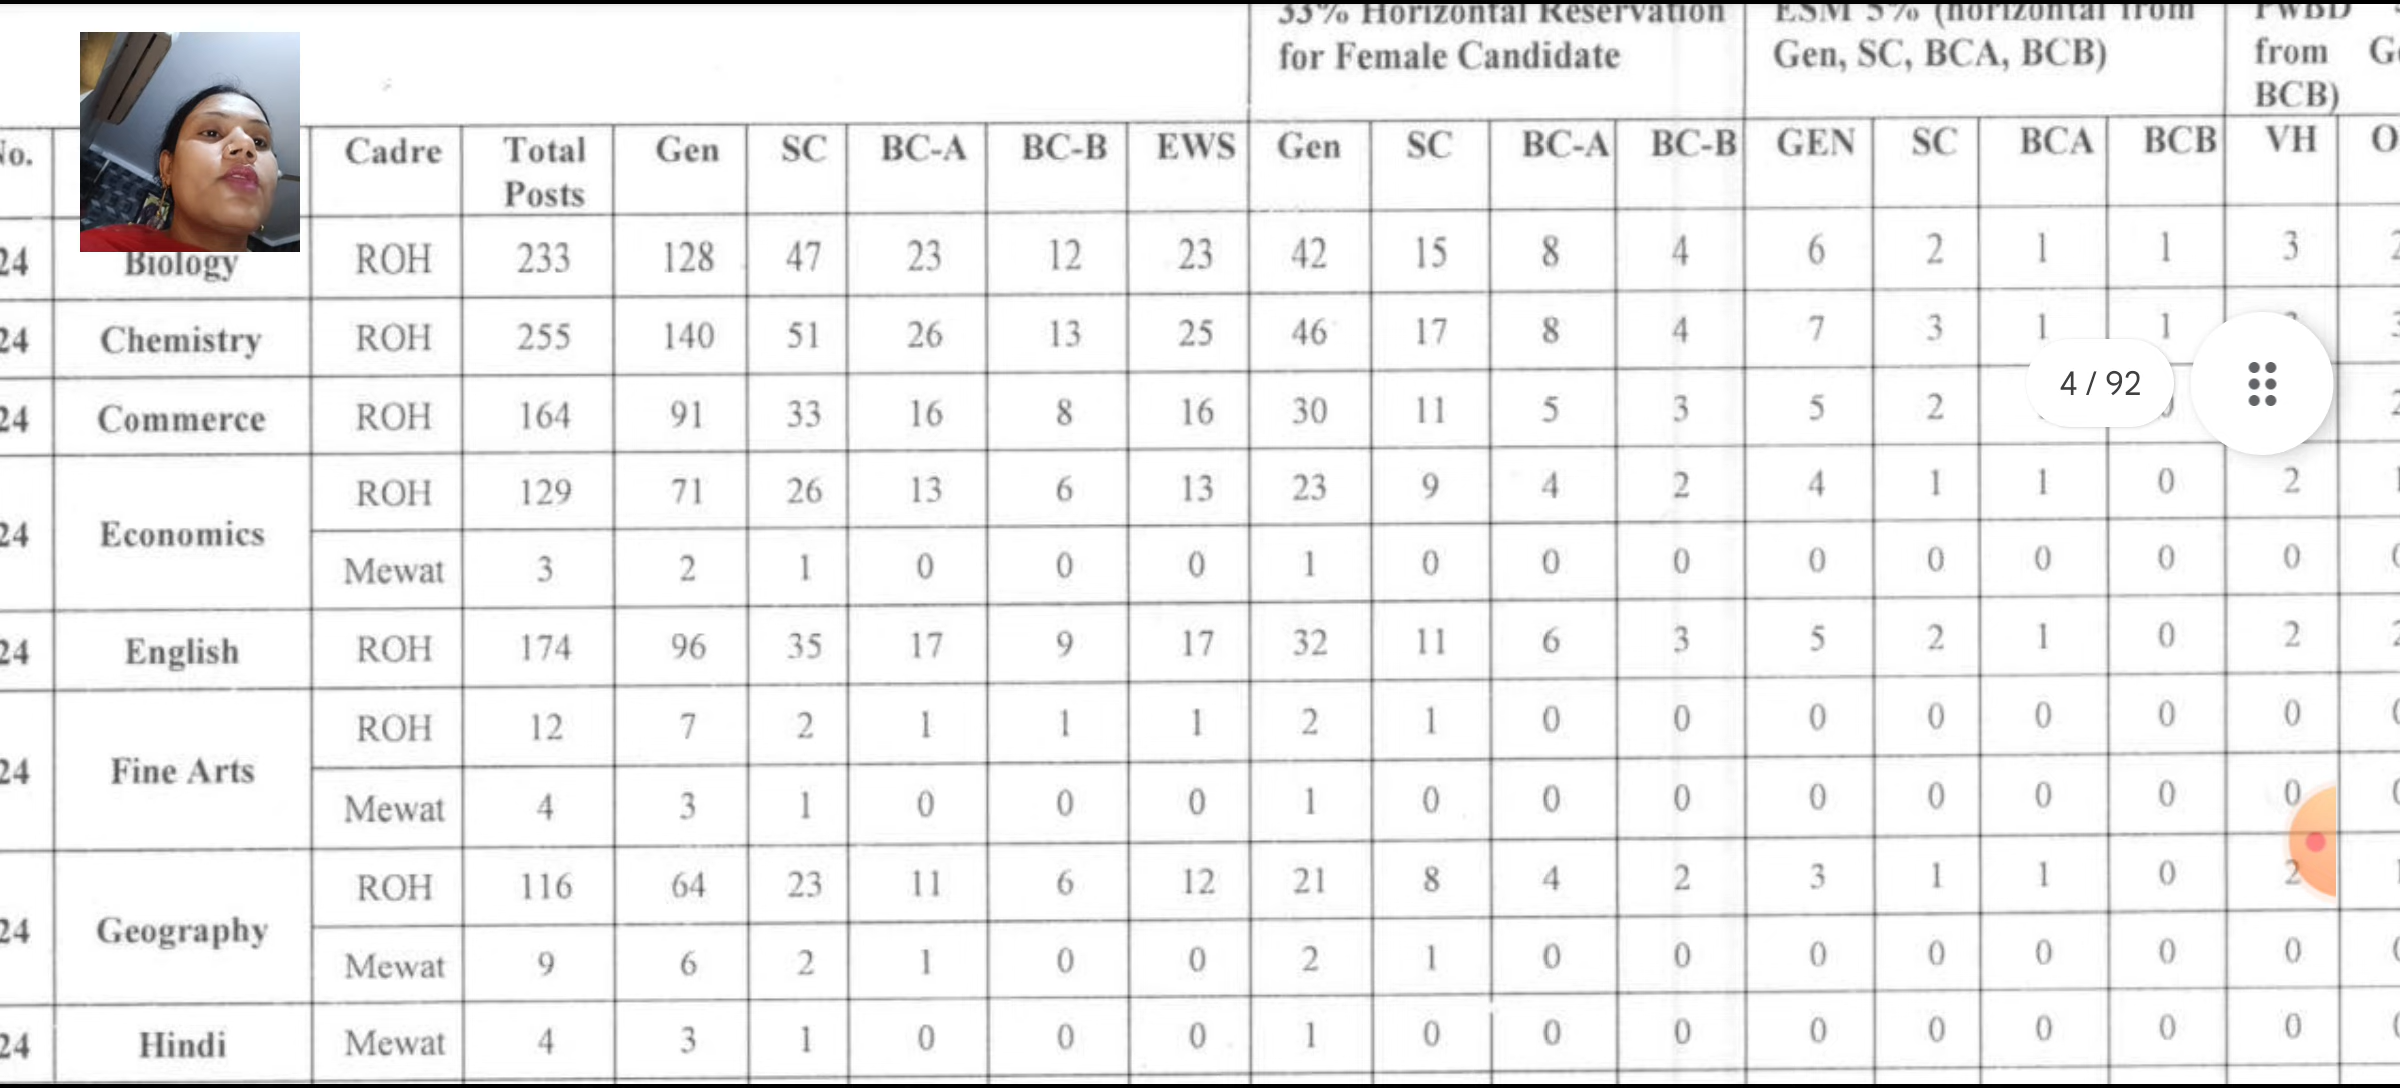 33% Horizontal Reservation for Female Candidate
ESM 5% (horizontal from Gen, SC, BCA, BCB)
PwBD from BCB)
No. Cadre Total Posts Gen SC BC-A BC-B EWS Gen SC BC-A BC-B GEN SC BCA BCB VH
24 Biology ROH 233 128 47 23 12 23 42 15 8 4 6 2 1 1 3
24 Chemistry ROH 255 140 51 26 13 25 46 17 8 4 7 3 1 1
4 / 92
24 Commerce ROH 164 91 33 16 8 16 30 11 5 3 5 2
24 Economics ROH 129 71 26 13 6 13 23 9 4 2 4 1 1 0 2
Mewat 3 2 1 0 0 0 1 0 0 0 0 0 0 0 0
24 English ROH 174 96 35 17 9 17 32 11 6 3 5 2 1 0 2
24 Fine Arts ROH 12 7 2 1 1 1 2 1 0 0 0 0 0 0 0
Mewat 4 3 1 0 0 0 1 0 0 0 0 0 0 0 0
24 Geography ROH 116 64 23 11 6 12 21 8 4 2 3 1 1 0 2
Mewat 9 6 2 1 0 0 2 1 0 0 0 0 0 0 0
24 Hindi Mewat 4 3 1 0 0 0 1 0 0 0 0 0 0 0 0